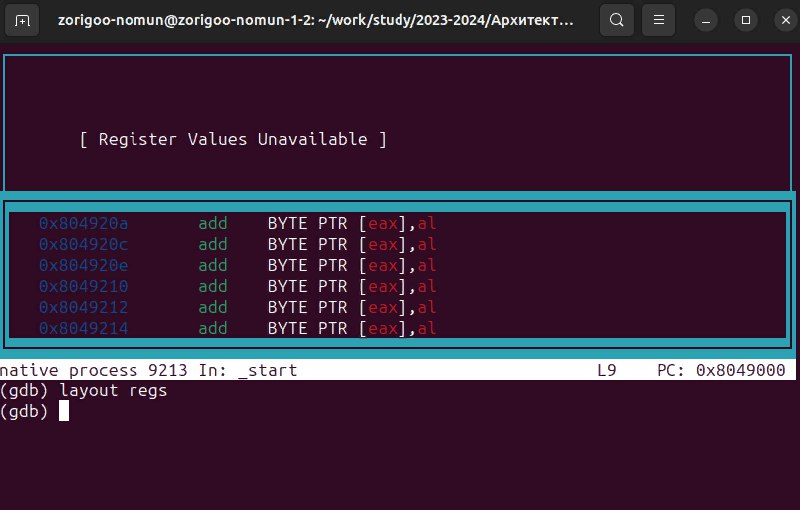 zorigoo-nomun@zorigoo-nomun-1-2: ~/work/study/2023-2024/Архитект...
[ Register Values Unavailable ]
0x804920a add BYTE PTR [eax],al
0x804920c add BYTE PTR [eax],al
0x804920e add BYTE PTR [eax],al
0x8049210 add BYTE PTR [eax],al
0x8049212 add BYTE PTR [eax],al
0x8049214 add BYTE PTR [eax],al
native process 9213 In: _start L9 PC: 0x8049000
(gdb) layout regs
(gdb)